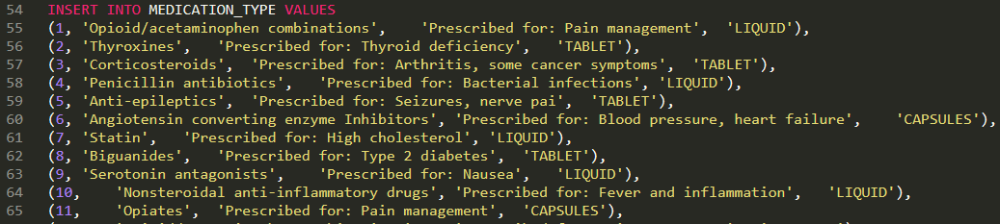 54 INSERT INTO MEDICATION_TYPE VALUES
55 (1, 'Opioid/acetaminophen combinations', 'Prescribed for: Pain management', 'LIQUID'),
56 (2, 'Thyroxines', 'Prescribed for: Thyroid deficiency', 'TABLET'),
57 (3, 'Corticosteroids', 'Prescribed for: Arthritis, some cancer symptoms', 'TABLET'),
58 (4, 'Penicillin antibiotics', 'Prescribed for: Bacterial infections', 'LIQUID'),
59 (5, 'Anti-epileptics', 'Prescribed for: Seizures, nerve pai', 'TABLET'),
60 (6, 'Angiotensin converting enzyme Inhibitors', 'Prescribed for: Blood pressure, heart failure', 'CAPSULES'),
61 (7, 'Statin', 'Prescribed for: High cholesterol', 'LIQUID'),
62 (8, 'Biguanides', 'Prescribed for: Type 2 diabetes', 'TABLET'),
63 (9, 'Serotonin antagonists', 'Prescribed for: Nausea', 'LIQUID'),
64 (10, 'Nonsteroidal anti-inflammatory drugs', 'Prescribed for: Fever and inflammation', 'LIQUID'),
65 (11, 'Opiates', 'Prescribed for: Pain management', 'CAPSULES'),